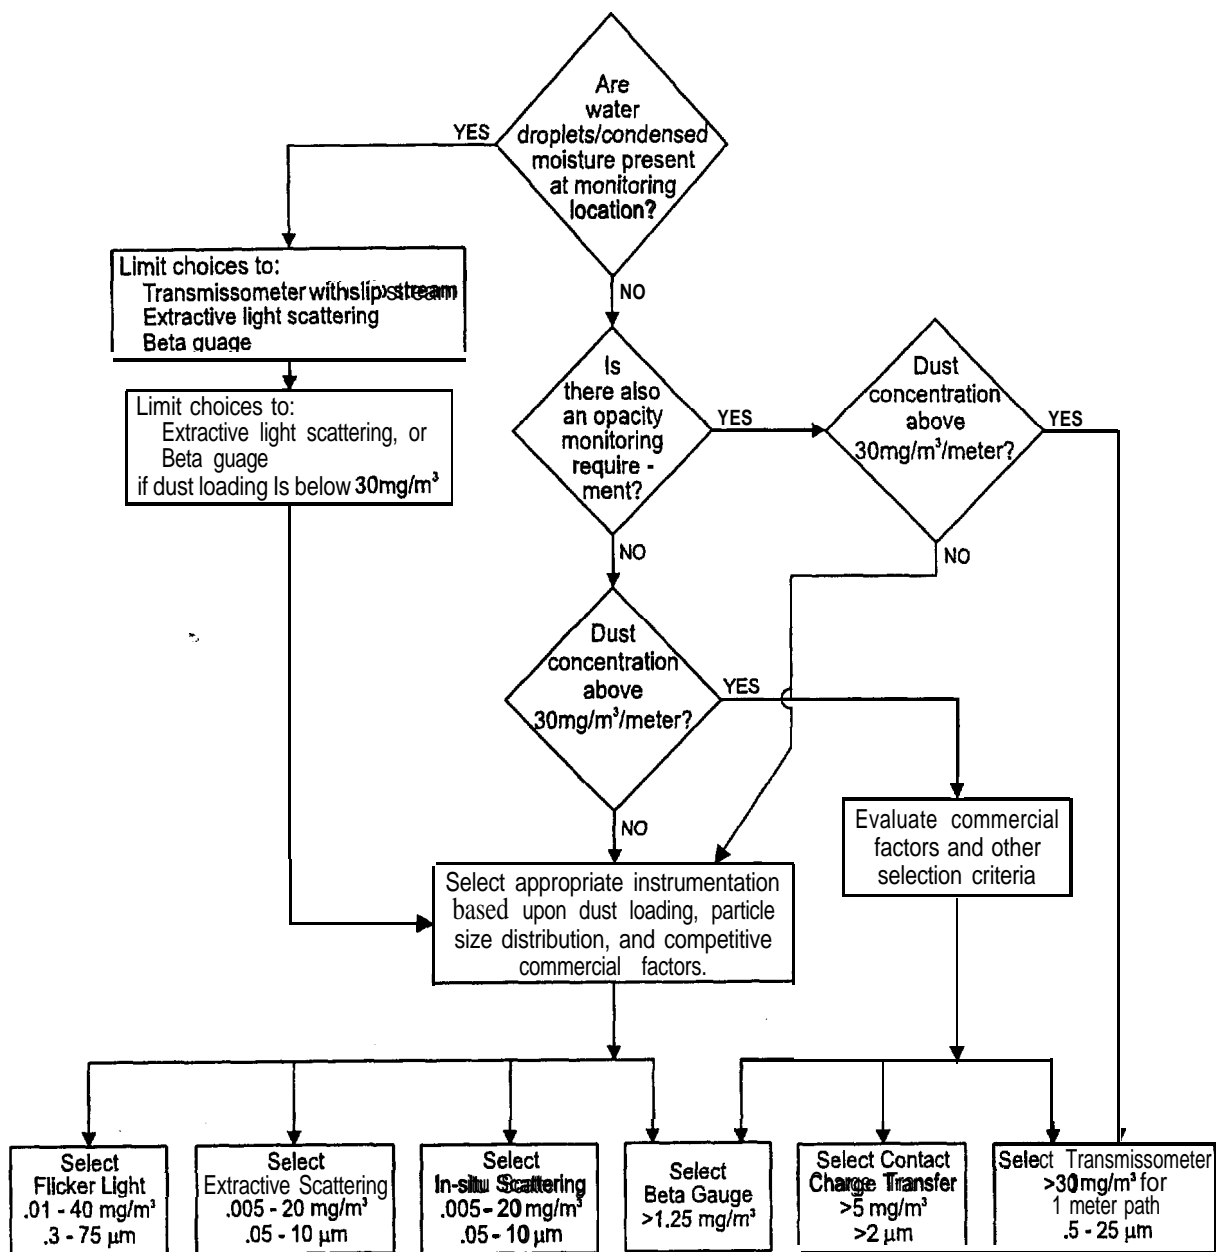 Are
water
droplets/condensed
moisture present
at monitoring
location?
YES
NO
Limit choices to:
Transmissometer with slip stream
Extractive light scattering
Beta guage
Limit choices to:
Extractive light scattering, or
Beta guage
if dust loading Is below 30mg/m³
Is
there also
an opacity
monitoring
require -
ment?
YES
NO
Dust
concentration
above
30mg/m³/meter?
YES
NO
Dust
concentration
above
30mg/m³/meter?
YES
NO
Evaluate commercial
factors and other
selection criteria
Select appropriate instrumentation
based upon dust loading, particle
size distribution, and competitive
commercial factors.
Select
Flicker Light
.01 - 40 mg/m³
.3 - 75 µm
Select
Extractive Scattering
.005 - 20 mg/m³
.05 - 10 µm
Select
In-situ Scattering
.005 - 20 mg/m³
.05 - 10 µm
Select
Beta Gauge
>1.25 mg/m³
Select Contact
Charge Transfer
>5 mg/m³
>2 µm
Select Transmissometer
>30mg/m³ for
1 meter path
.5 - 25 µm